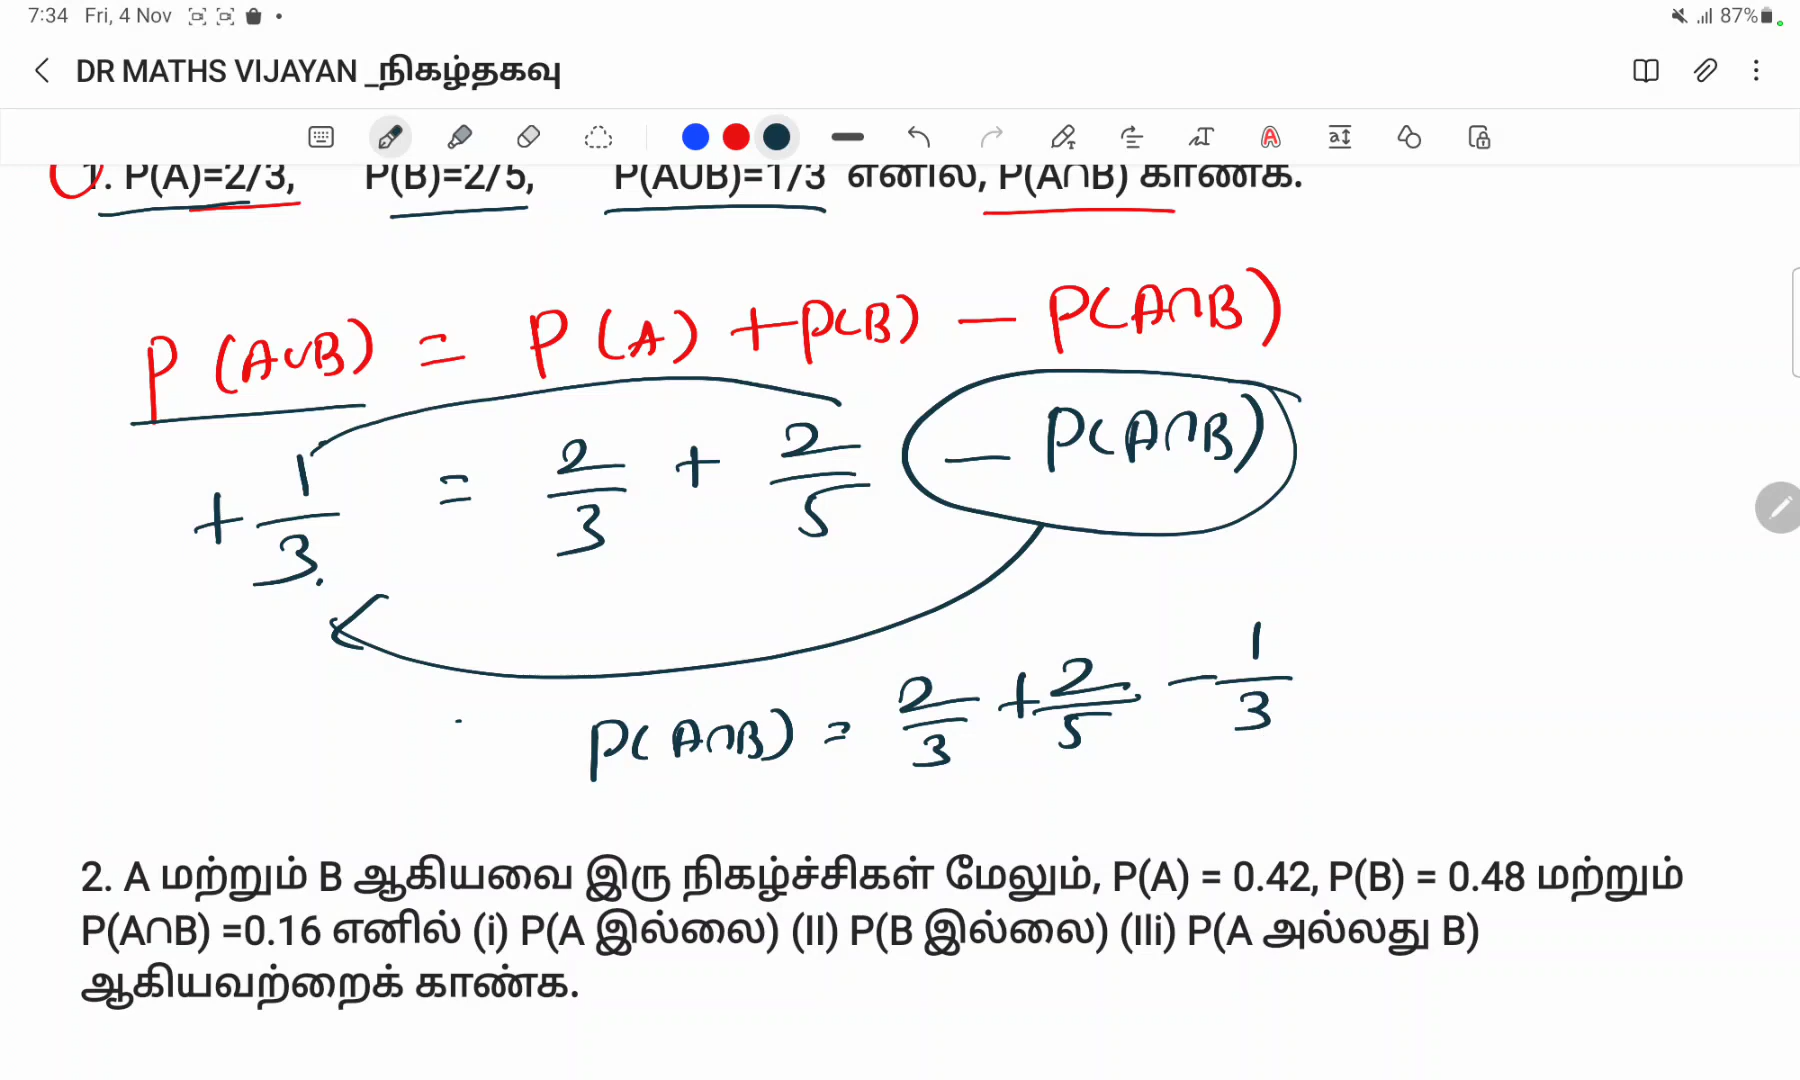 7:34 Fri, 4 Nov
87%
DR MATHS VIJAYAN _நிகழ்தகவு
1. P(A)=2/3, P(B)=2/5, P(A∪B)=1/3 எனில், P(A∩B) காண்க.
P(A∪B) = P(A) + P(B) - P(A∩B)
+ 1/3. = 2/3 + 2/5 - P(A∩B)
P(A∩B) = 2/3 + 2/5 - 1/3
2. A மற்றும் B ஆகியவை இரு நிகழ்ச்சிகள் மேலும், P(A) = 0.42, P(B) = 0.48 மற்றும்
P(A∩B) =0.16 எனில் (i) P(A இல்லை) (II) P(B இல்லை) (IIi) P(A அல்லது B)
ஆகியவற்றைக் காண்க.